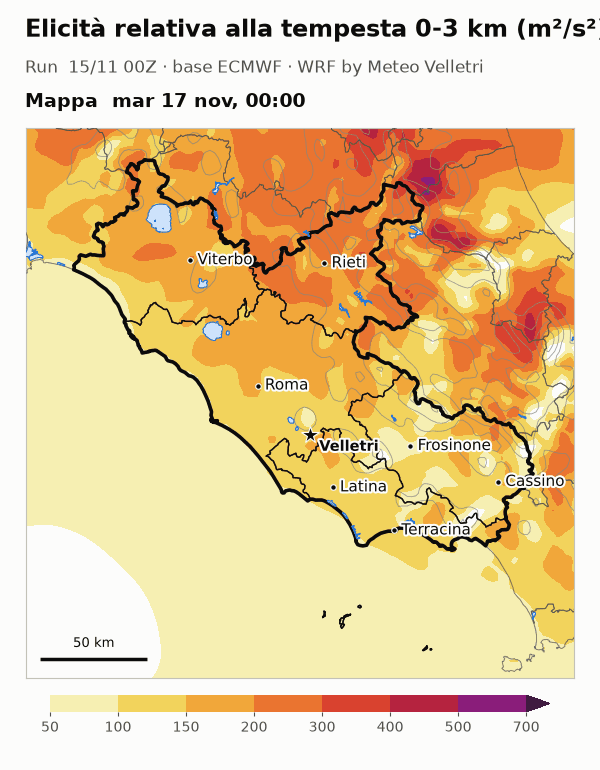 Elicità relativa alla tempesta 0-3 km (m²/s²)
Run 15/11 00Z · base ECMWF · WRF by Meteo Velletri
Mappa mar 17 nov, 00:00
Viterbo
Rieti
Roma
Velletri
Frosinone
Cassino
Latina
Terracina
50 km
50 100 150 200 300 400 500 700